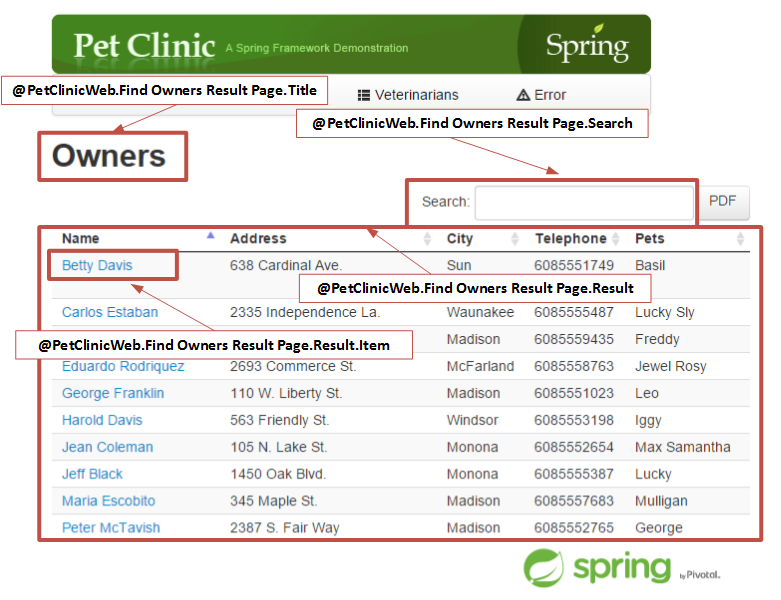 Pet Clinic A Spring Framework Demonstration Spring
@PetClinicWeb.Find Owners Result Page.Title
Veterinarians Error
@PetClinicWeb.Find Owners Result Page.Search
Owners
Search: PDF
Name Address City Telephone Pets
Betty Davis 638 Cardinal Ave. Sun 6085551749 Basil
@PetClinicWeb.Find Owners Result Page.Result
Carlos Estaban 2335 Independence La. Waunakee 6085555487 Lucky Sly
@PetClinicWeb.Find Owners Result Page.Result.Item
Madison 6085559435 Freddy
Eduardo Rodriquez 2693 Commerce St. McFarland 6085558763 Jewel Rosy
George Franklin 110 W. Liberty St. Madison 6085551023 Leo
Harold Davis 563 Friendly St. Windsor 6085553198 Iggy
Jean Coleman 105 N. Lake St. Monona 6085552654 Max Samantha
Jeff Black 1450 Oak Blvd. Monona 6085555387 Lucky
Maria Escobito 345 Maple St. Madison 6085557683 Mulligan
Peter McTavish 2387 S. Fair Way Madison 6085552765 George
spring by Pivotal.